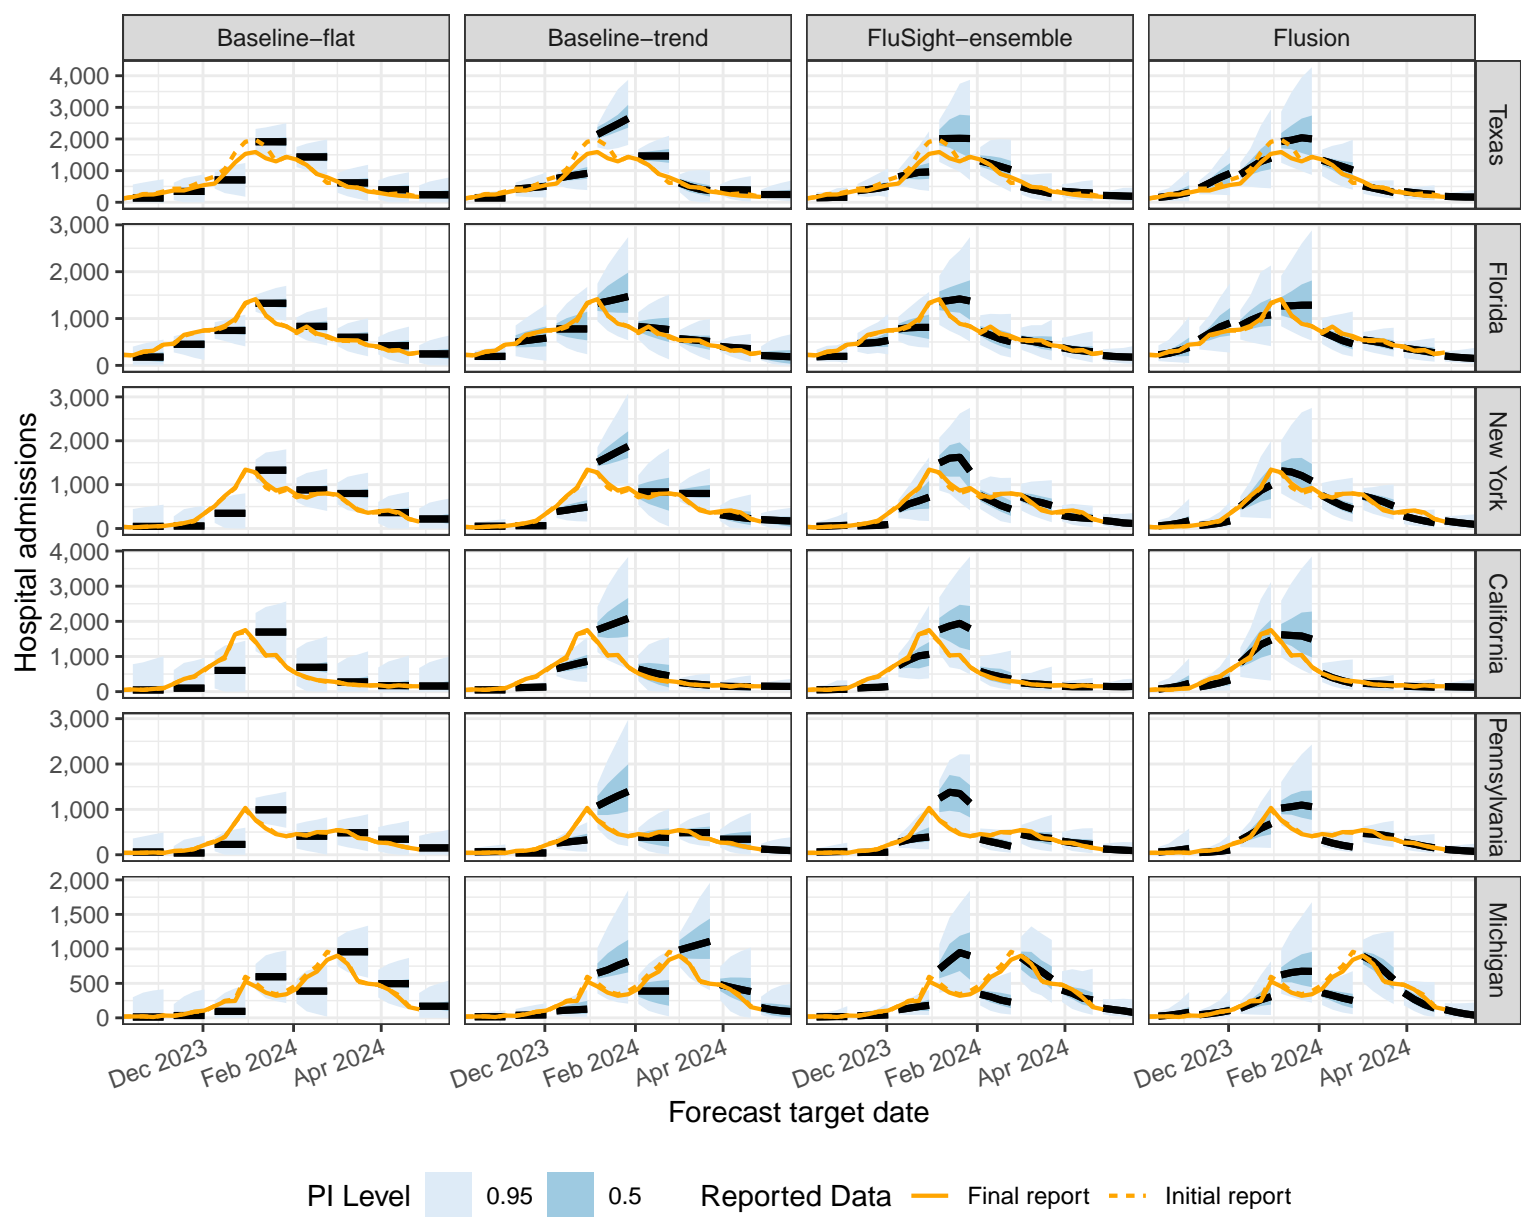 Baseline−flat Baseline−trend FluSight−ensemble Flusion
4,000
3,000
2,000
1,000
0
Texas
3,000
2,000
1,000
0
Florida
3,000
2,000
1,000
0
New York
4,000
3,000
2,000
1,000
0
California
3,000
2,000
1,000
0
Pennsylvania
2,000
1,500
1,000
500
0
Michigan
Hospital admissions
Dec 2023 Feb 2024 Apr 2024 Dec 2023 Feb 2024 Apr 2024 Dec 2023 Feb 2024 Apr 2024 Dec 2023 Feb 2024 Apr 2024
Forecast target date
PI Level 0.95 0.5 Reported Data Final report Initial report